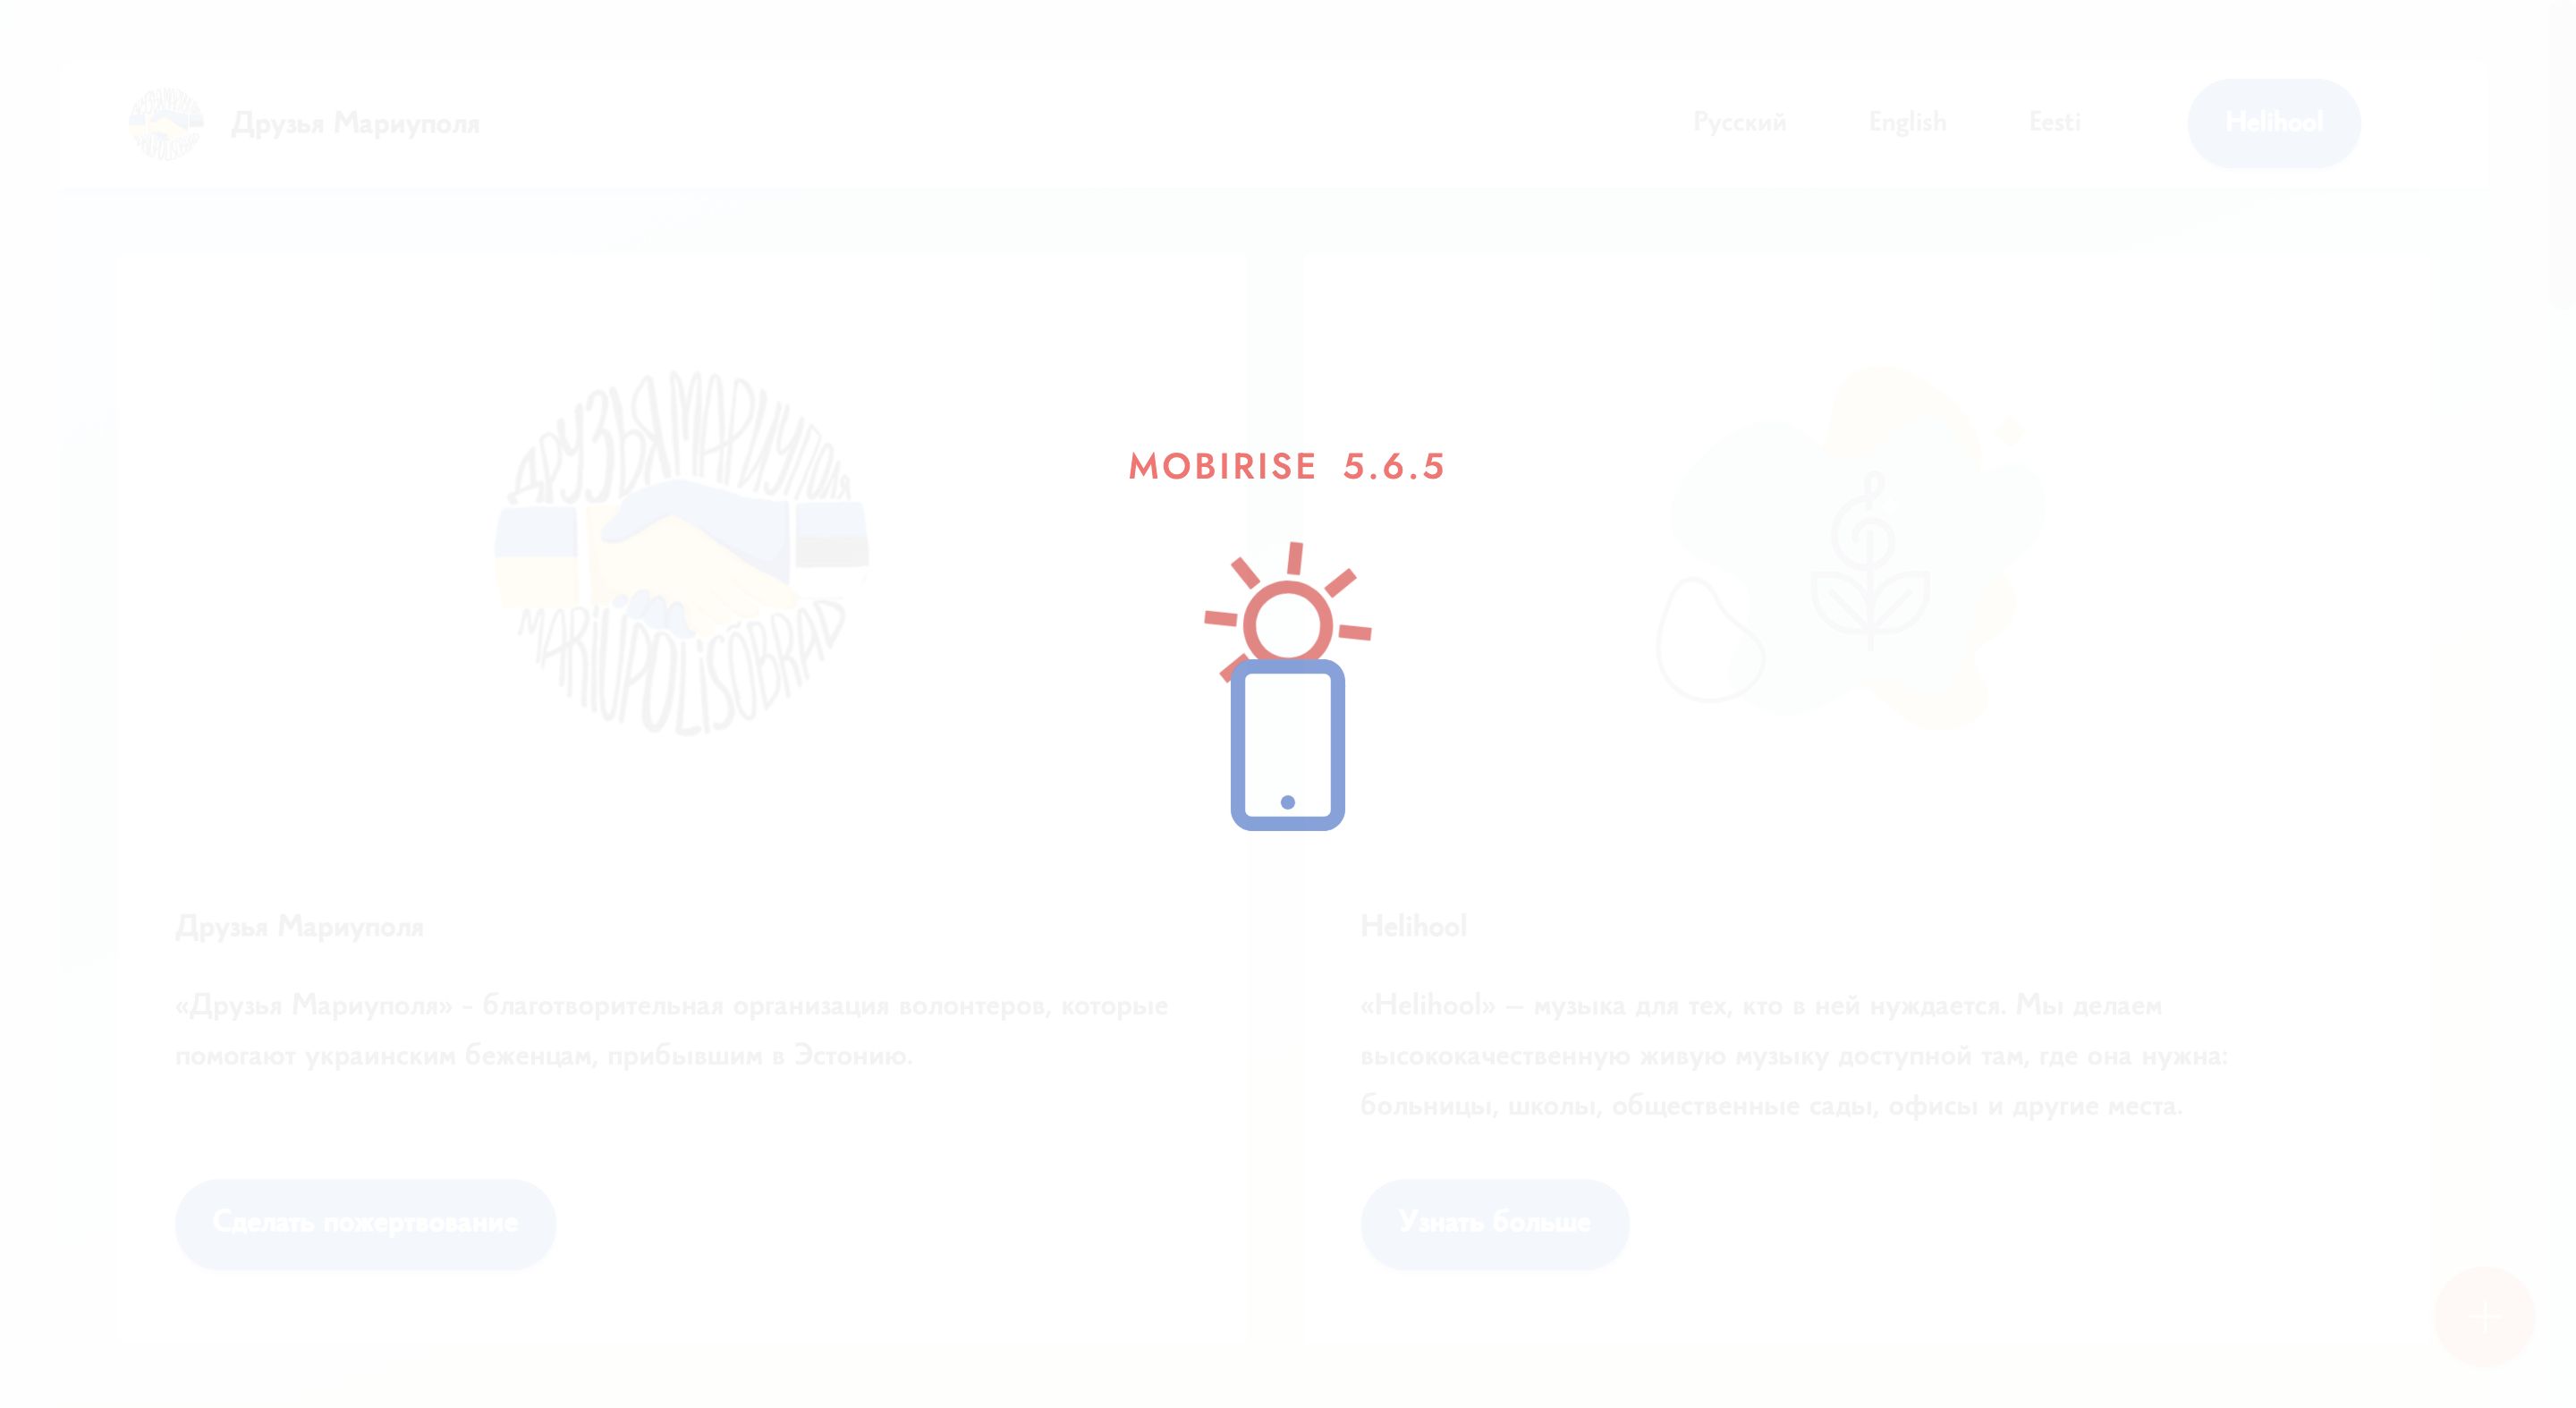 Друзья Мариуполя
Русский
English
Eesti
Helihool
ДРУЗЬЯ МАРИУПОЛЯ
MARIUPOLI SÕBRAD
MOBIRISE 5.6.5
Друзья Мариуполя
«Друзья Мариуполя» - благотворительная организация волонтеров, которые
помогают украинским беженцам, прибывшим в Эстонию.
Сделать пожертвование
Helihool
«Helihool» — музыка для тех, кто в ней нуждается. Мы делаем
высококачественную живую музыку доступной там, где она нужна:
больницы, школы, общественные сады, офисы и другие места.
Узнать больше